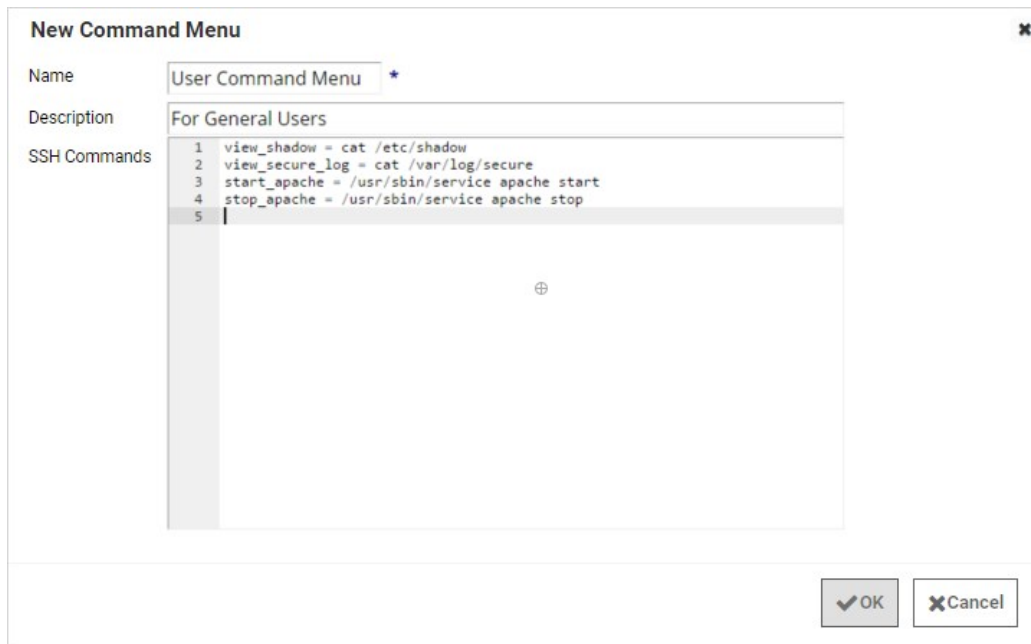 New Command Menu
Name
User Command Menu *
Description
For General Users
SSH Commands
1 view_shadow = cat /etc/shadow
2 view_secure_log = cat /var/log/secure
3 start_apache = /usr/sbin/service apache start
4 stop_apache = /usr/sbin/service apache stop
5
OK
Cancel